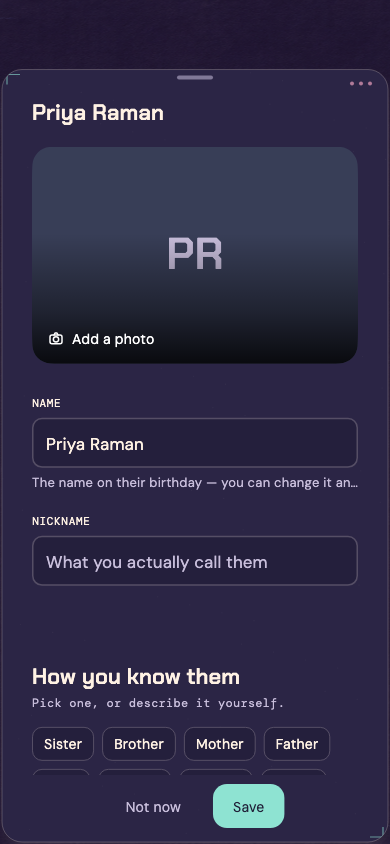 Priya Raman
PR
Add a photo
NAME
Priya Raman
The name on their birthday — you can change it an…
NICKNAME
What you actually call them
How you know them
Pick one, or describe it yourself.
Sister Brother Mother Father
Not now Save